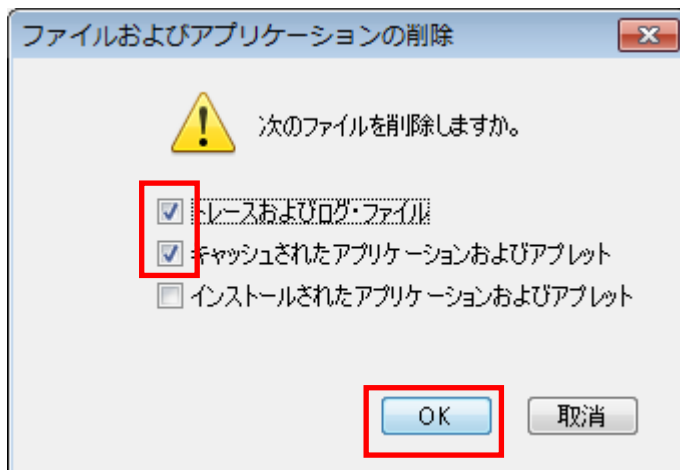 ファイルおよびアプリケーションの削除
次のファイルを削除しますか。
トレースおよびログ・ファイル
キャッシュされたアプリケーションおよびアプレット
インストールされたアプリケーションおよびアプレット
OK 取消